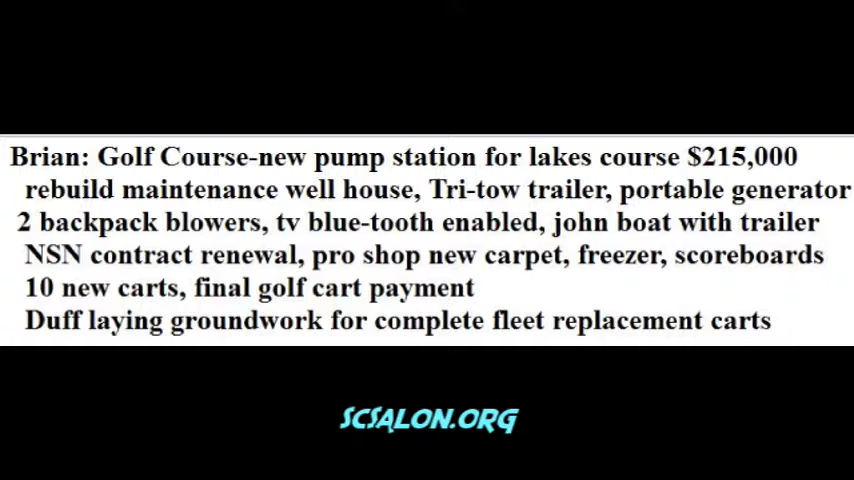 Brian: Golf Course-new pump station for lakes course $215,000
rebuild maintenance well house, Tri-tow trailer, portable generator
2 backpack blowers, tv blue-tooth enabled, john boat with trailer
NSN contract renewal, pro shop new carpet, freezer, scoreboards
10 new carts, final golf cart payment
Duff laying groundwork for complete fleet replacement carts
SCSALON.ORG